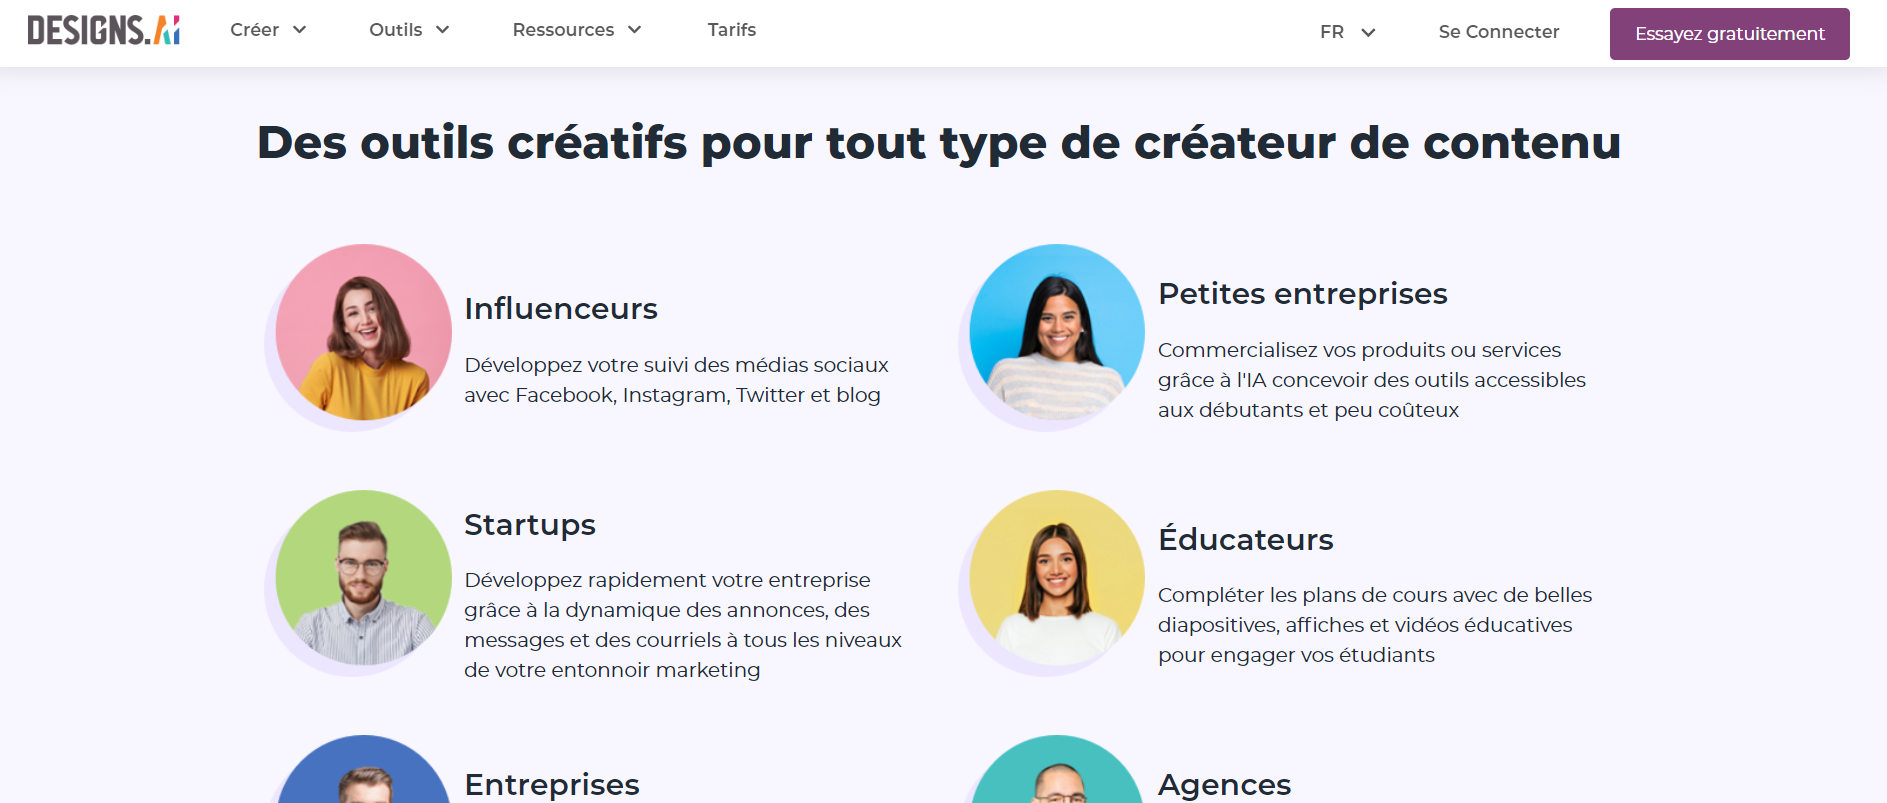 DESIGNS.AI
Créer
Outils
Ressources
Tarifs
FR
Se Connecter
Essayez gratuitement
Des outils créatifs pour tout type de créateur de contenu
Influenceurs
Développez votre suivi des médias sociaux
avec Facebook, Instagram, Twitter et blog
Petites entreprises
Commercialisez vos produits ou services
grâce à l'IA concevoir des outils accessibles
aux débutants et peu coûteux
Startups
Développez rapidement votre entreprise
grâce à la dynamique des annonces, des
messages et des courriels à tous les niveaux
de votre entonnoir marketing
Éducateurs
Compléter les plans de cours avec de belles
diapositives, affiches et vidéos éducatives
pour engager vos étudiants
Entreprises
Agences